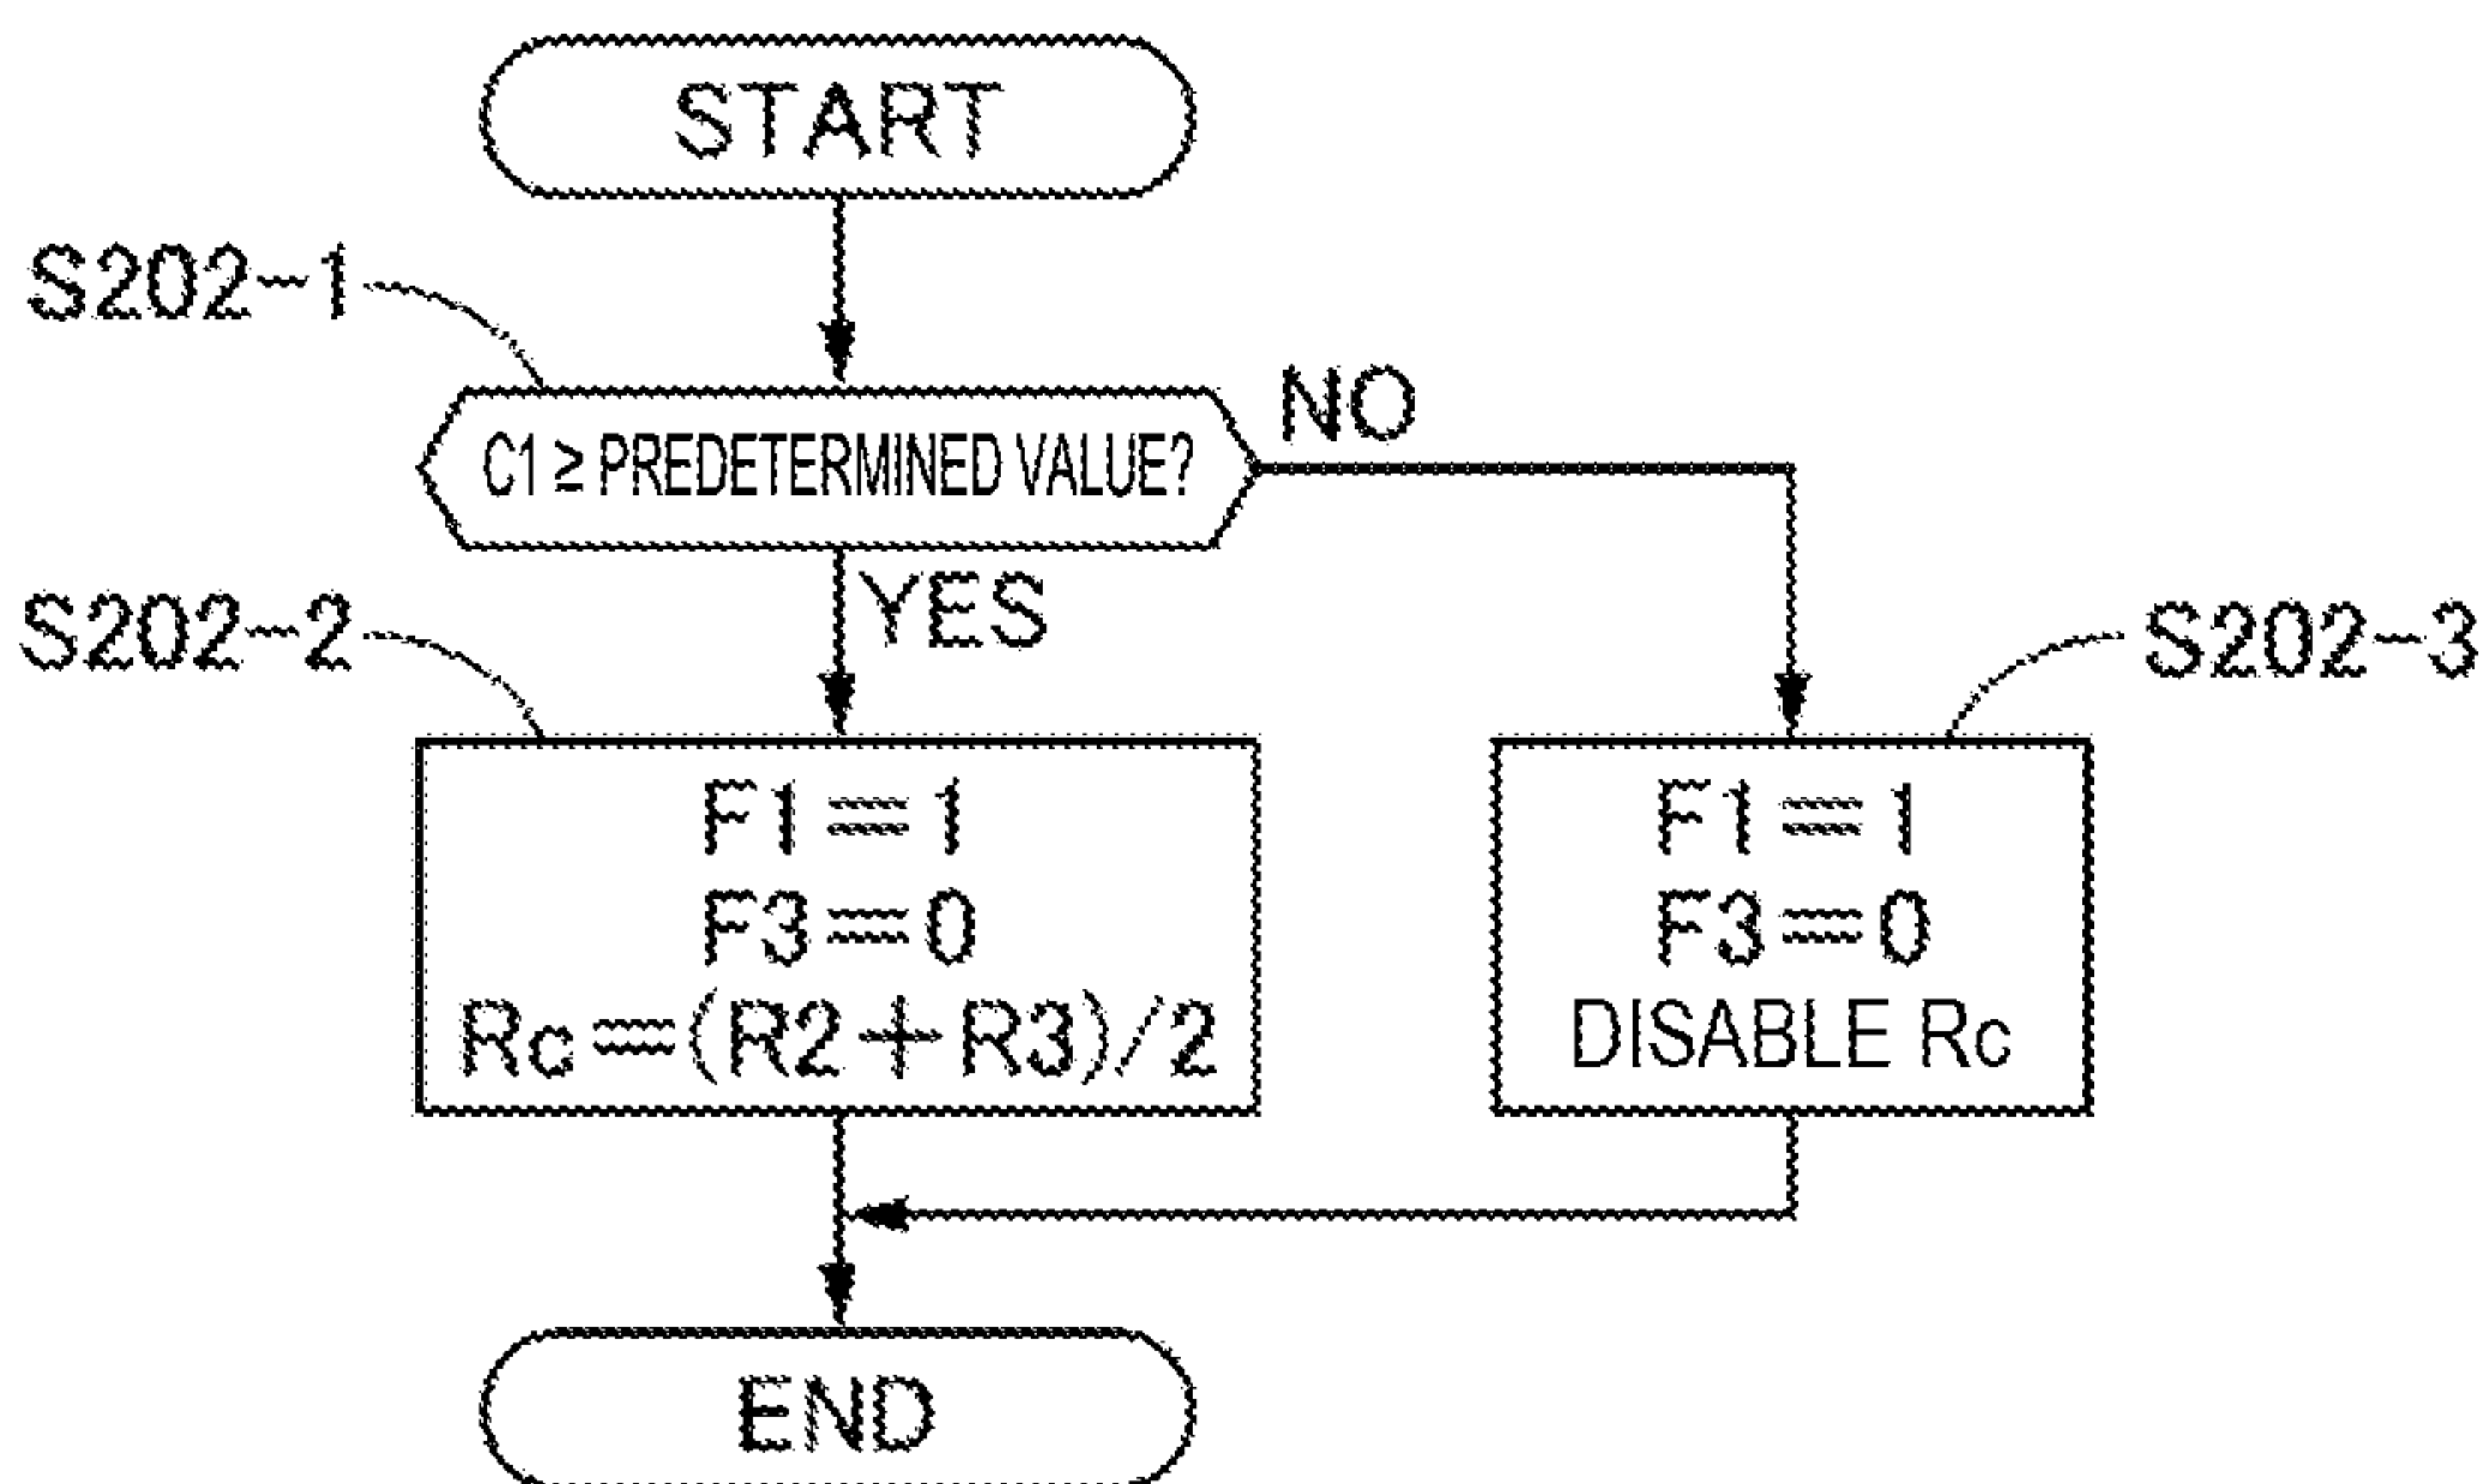 START
S202-1
C1 ≥ PREDETERMINED VALUE?
NO
YES
S202-2
S202-3
F1=1
F3=0
Rc=(R2+R3)/2
F1=1
F3=0
DISABLE Rc
END